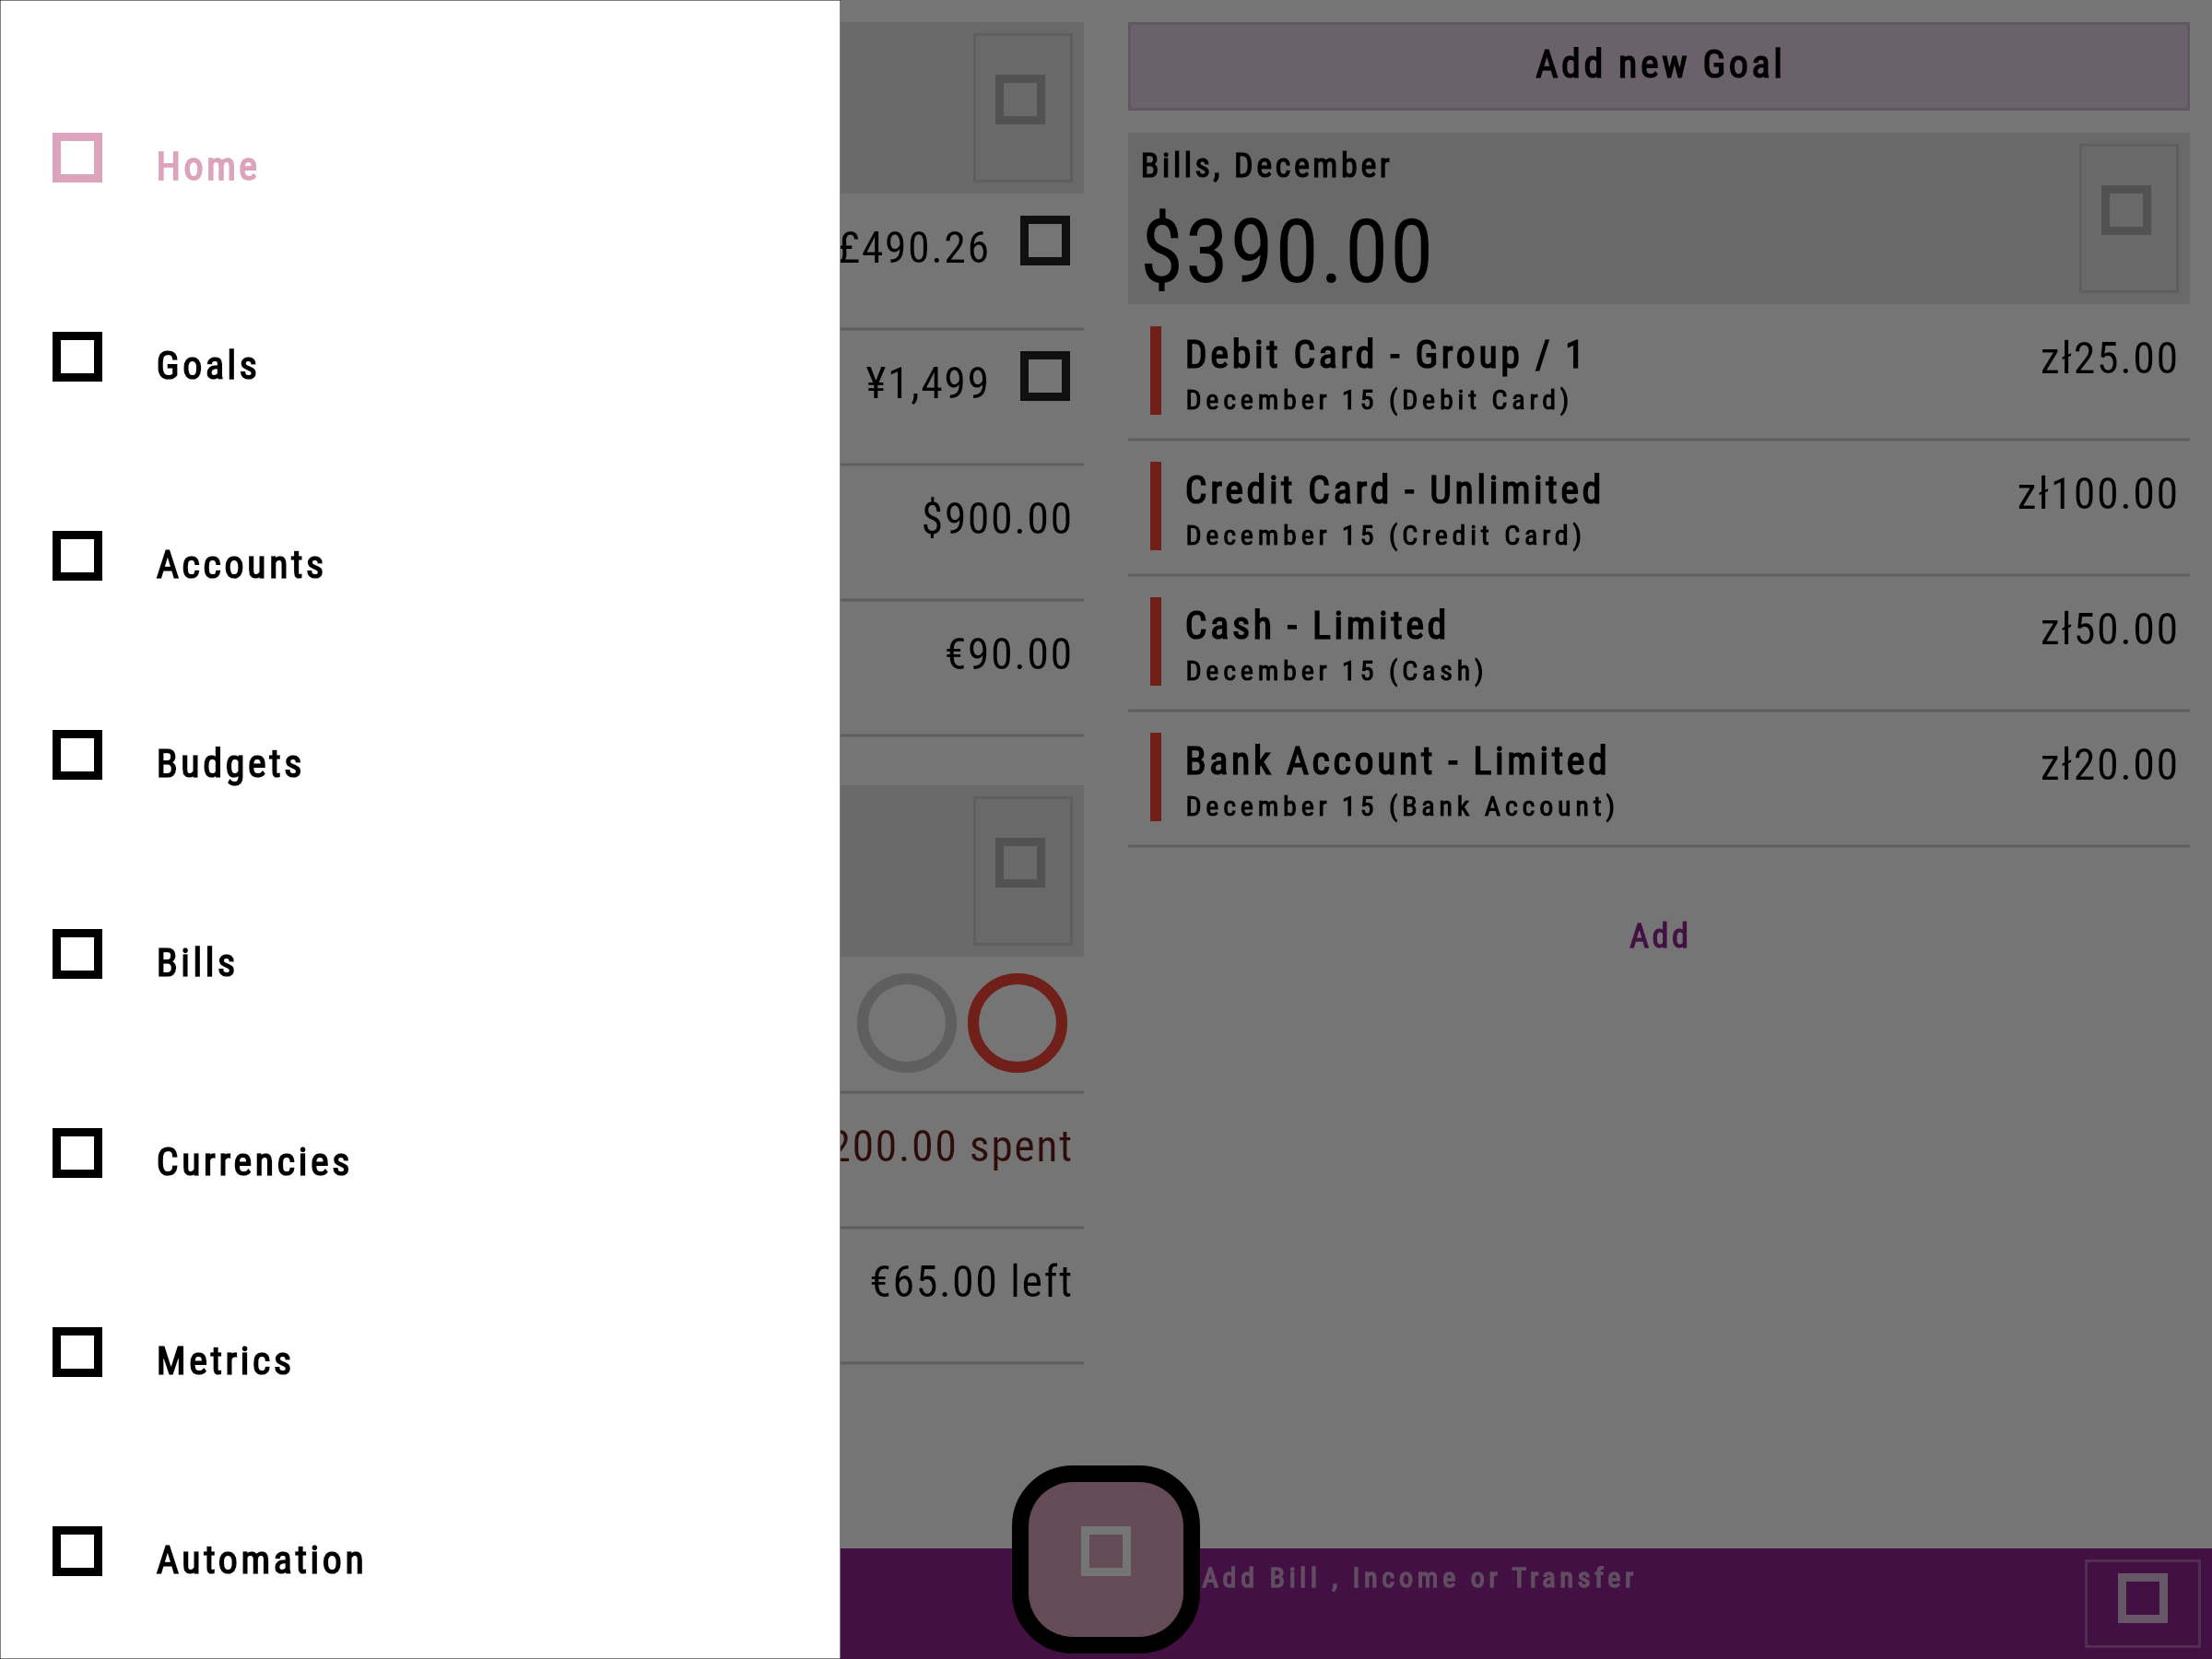 Home
Goals
Accounts
Budgets
Bills
Currencies
Metrics
Automation
£490.26
¥1,499
$900.00
€90.00
200.00 spent
€65.00 left
Add new Goal
Bills, December
$390.00
Debit Card - Group / 1
zł25.00
December 15 (Debit Card)
Credit Card - Unlimited
zł100.00
December 15 (Credit Card)
Cash - Limited
zł50.00
December 15 (Cash)
Bank Account - Limited
zł20.00
December 15 (Bank Account)
Add
Add Bill , Income or Transfer